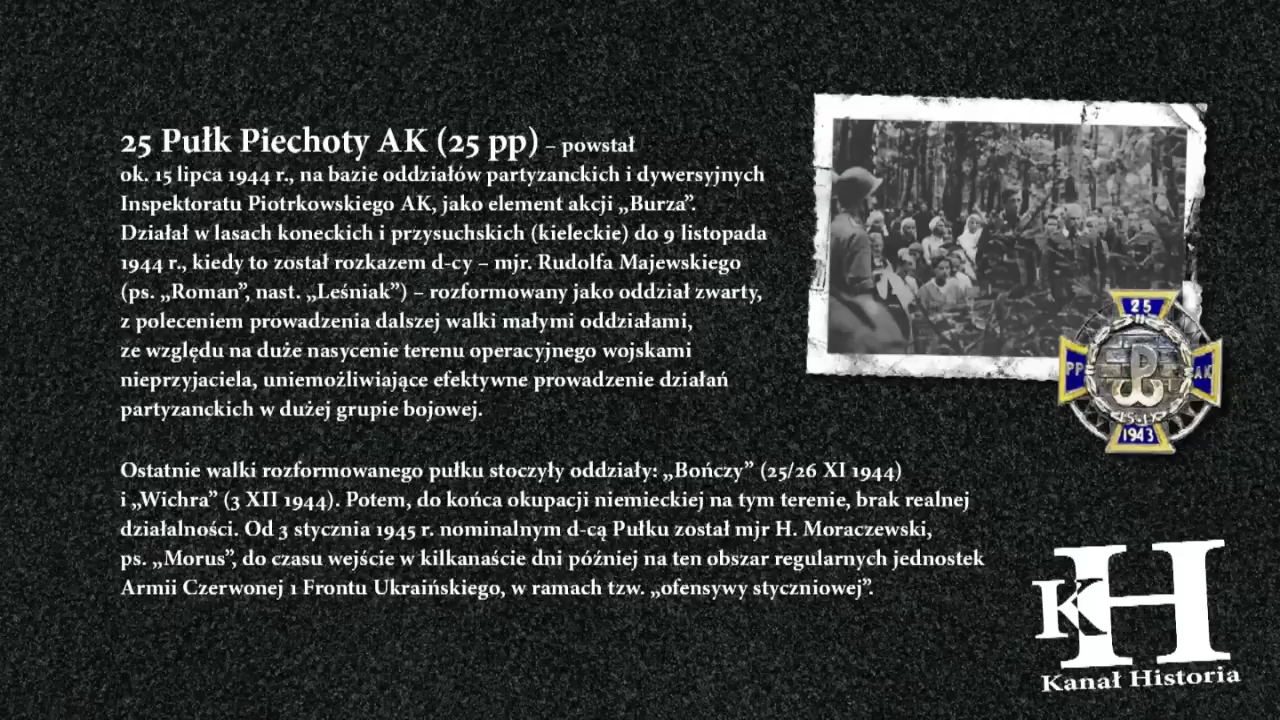 25 Pułk Piechoty AK (25 pp) – powstał
ok. 15 lipca 1944 r., na bazie oddziałów partyzanckich i dywersyjnych
Inspektoratu Piotrkowskiego AK, jako element akcji „Burza”.
Działał w lasach koneckich i przysuchskich (kieleckie) do 9 listopada
1944 r., kiedy to został rozkazem d-cy – mjr. Rudolfa Majewskiego
(ps. „Roman”, nast. „Leśniak”) – rozformowany jako oddział zwarty,
z poleceniem prowadzenia dalszej walki małymi oddziałami,
ze względu na duże nasycenie terenu operacyjnego wojskami
nieprzyjaciela, uniemożliwiające efektywne prowadzenie działań
partyzanckich w dużej grupie bojowej.
Ostatnie walki rozformowanego pułku stoczyły oddziały: „Bończy” (25/26 XI 1944)
i „Wichra” (3 XII 1944). Potem, do końca okupacji niemieckiej na tym terenie, brak realnej
działalności. Od 3 stycznia 1945 r. nominalnym d-cą Pułku został mjr H. Moraczewski,
ps. „Morus”, do czasu wejście w kilkanaście dni później na ten obszar regularnych jednostek
Armii Czerwonej 1 Frontu Ukraińskiego, w ramach tzw. „ofensywy styczniowej”.
25
PP AK
1943
KH
Kanał Historia